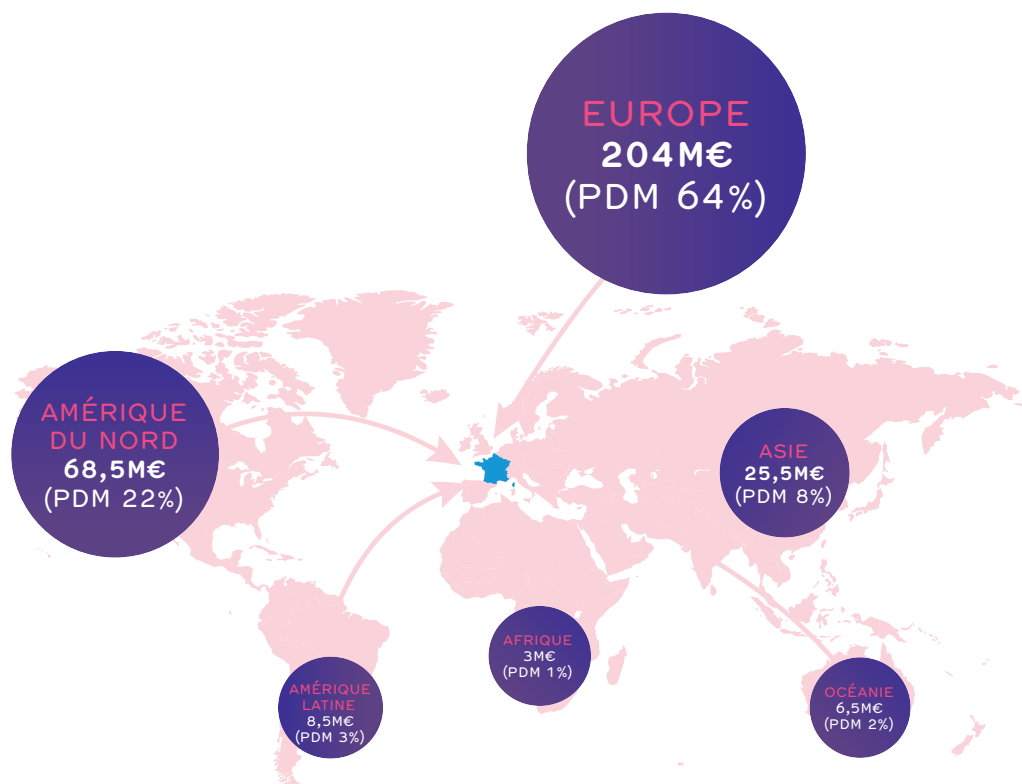 EUROPE
204M€
(PDM 64%)
AMÉRIQUE
DU NORD
68,5M€
(PDM 22%)
ASIE
25,5M€
(PDM 8%)
AFRIQUE
3M€
(PDM 1%)
AMÉRIQUE
LATINE
8,5M€
(PDM 3%)
OCÉANIE
6,5M€
(PDM 2%)